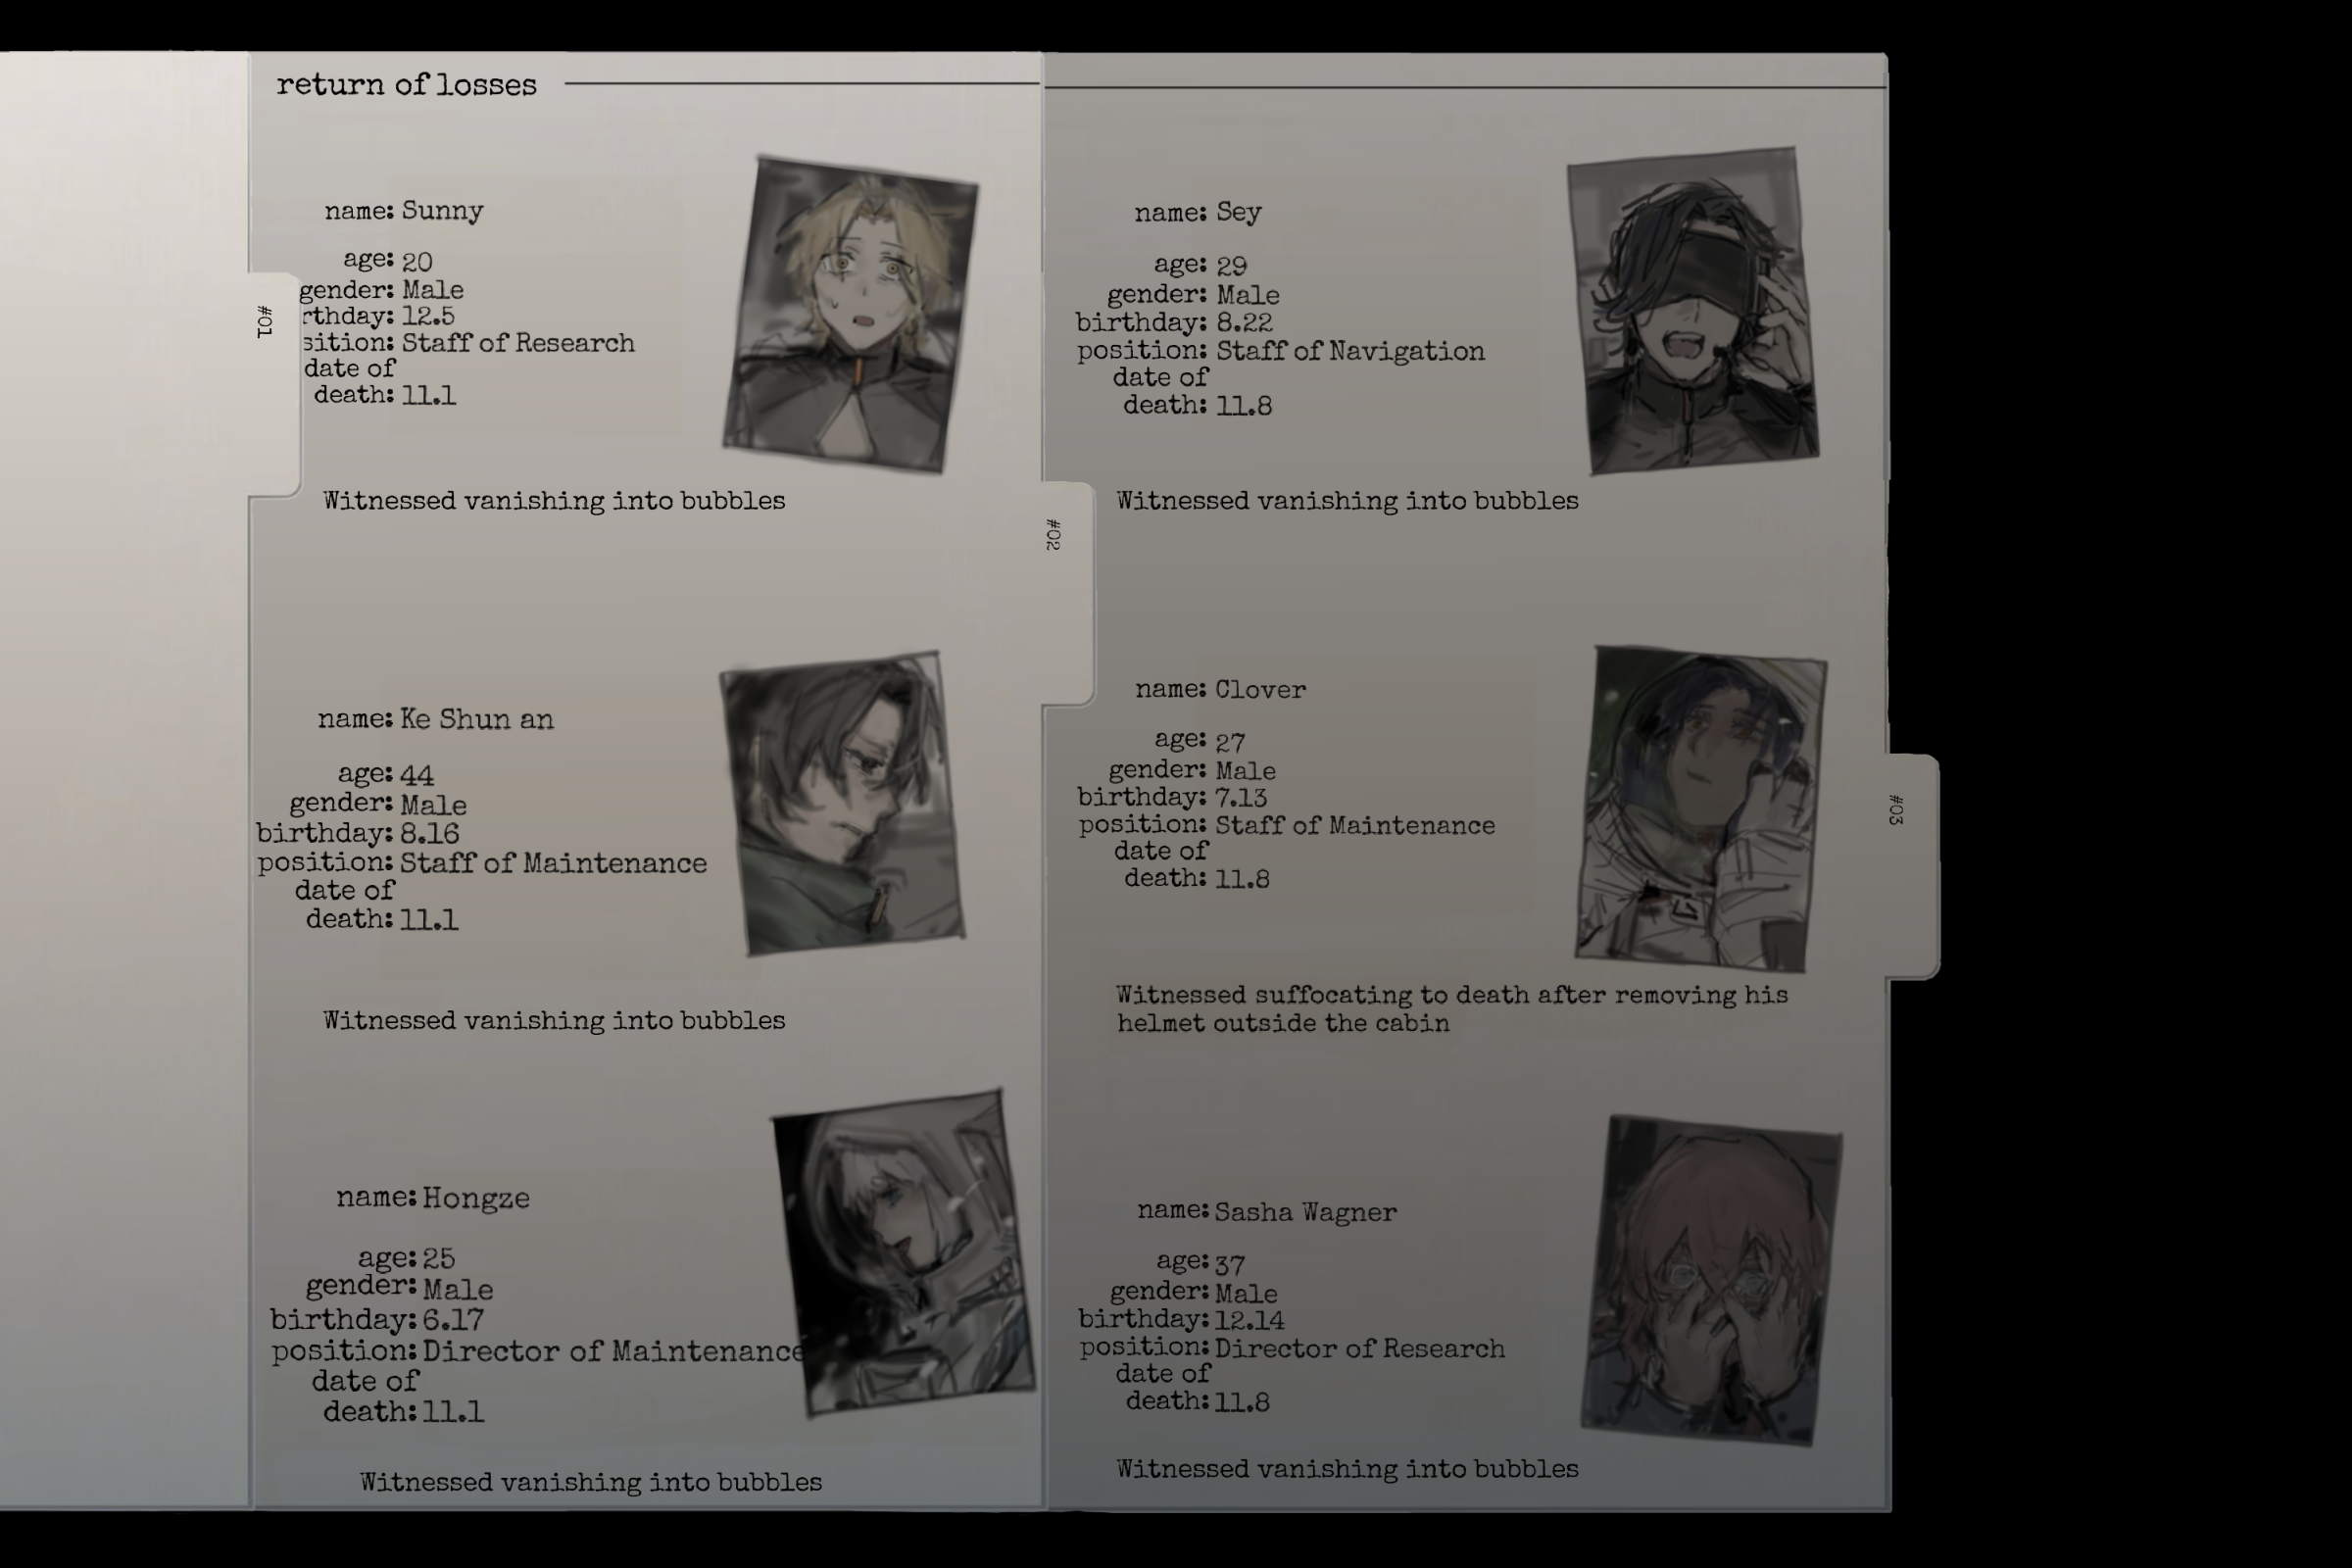 return of losses
#01
name: Sunny
age: 20
gender: Male
rthday: 12.5
sition: Staff of Research
date of
death: 11.1
Witnessed vanishing into bubbles
name: Ke Shun an
age: 44
gender: Male
birthday: 8.16
position: Staff of Maintenance
date of
death: 11.1
Witnessed vanishing into bubbles
name: Hongze
age: 25
gender: Male
birthday: 6.17
position: Director of Maintenance
date of
death: 11.1
Witnessed vanishing into bubbles
#02
name: Sey
age: 29
gender: Male
birthday: 8.22
position: Staff of Navigation
date of
death: 11.8
Witnessed vanishing into bubbles
name: Clover
age: 27
gender: Male
birthday: 7.13
position: Staff of Maintenance
date of
death: 11.8
Witnessed suffocating to death after removing his
helmet outside the cabin
name: Sasha Wagner
age: 37
gender: Male
birthday: 12.14
position: Director of Research
date of
death: 11.8
Witnessed vanishing into bubbles
#03